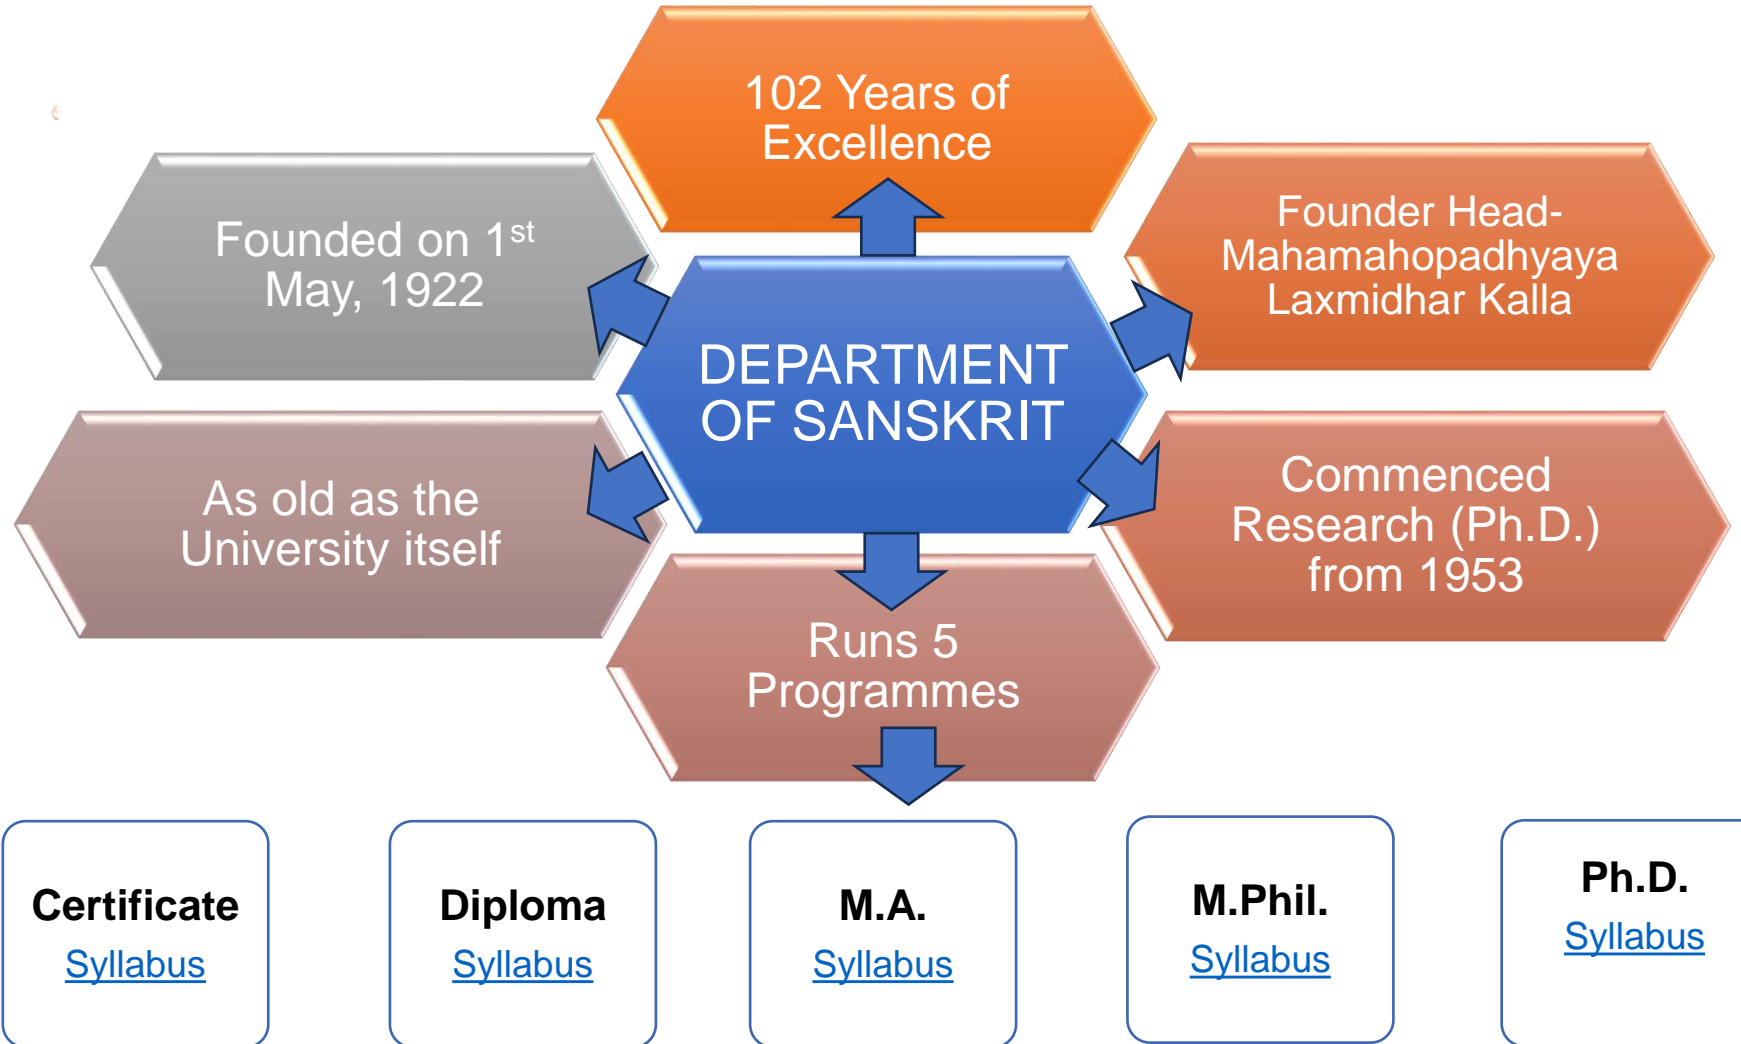 102 Years of
Excellence
Founded on 1st
May, 1922
Founder Head-
Mahamahopadhyaya
Laxmidhar Kalla
DEPARTMENT
OF SANSKRIT
As old as the
University itself
Commenced
Research (Ph.D.)
from 1953
Runs 5
Programmes
Certificate
Syllabus
Diploma
Syllabus
M.A.
Syllabus
M.Phil.
Syllabus
Ph.D.
Syllabus